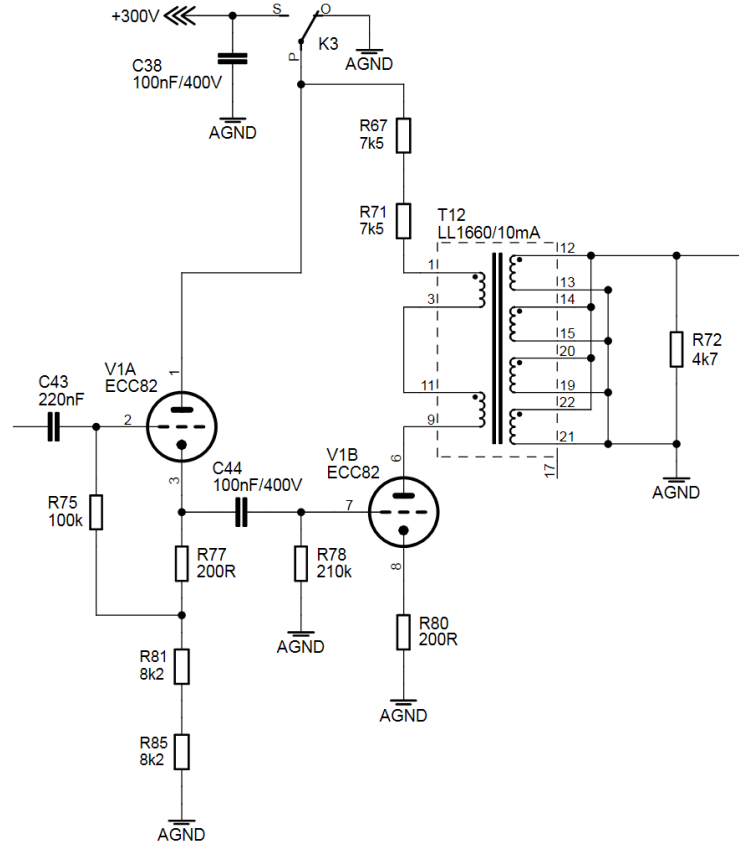 +300V
S
O
K3
P
AGND
C38
100nF/400V
AGND
R67
7k5
R71
7k5
T12
LL1660/10mA
1
3
11
9
12
13
14
15
20
19
22
21
17
R72
4k7
AGND
V1A
ECC82
1
2
3
C43
220nF
R75
100k
C44
100nF/400V
V1B
ECC82
6
7
8
R77
200R
R78
210k
AGND
R80
200R
AGND
R81
8k2
R85
8k2
AGND